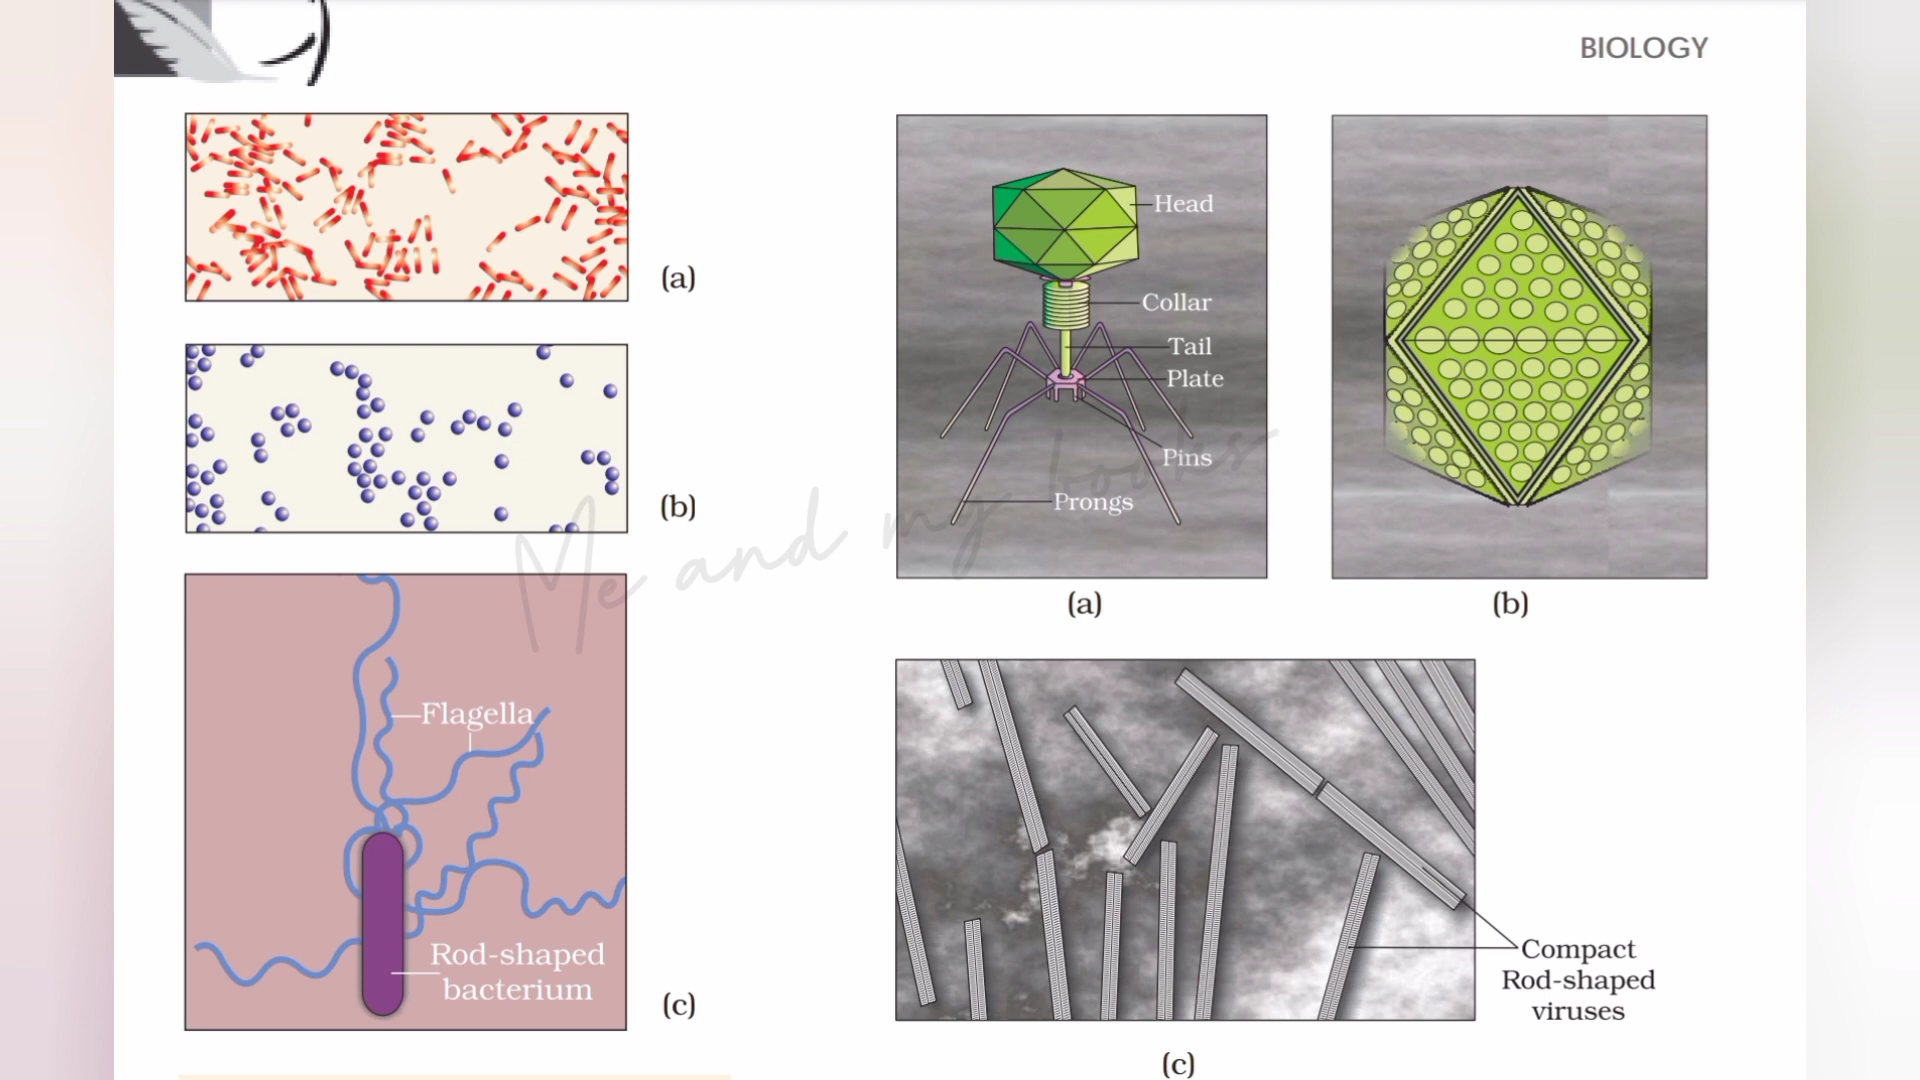 BIOLOGY
(a)
(b)
Flagella
Rod-shaped
bacterium
(c)
Head
Collar
Tail
Plate
Pins
Prongs
(a)
(b)
Compact
Rod-shaped
viruses
(c)
Me and my books